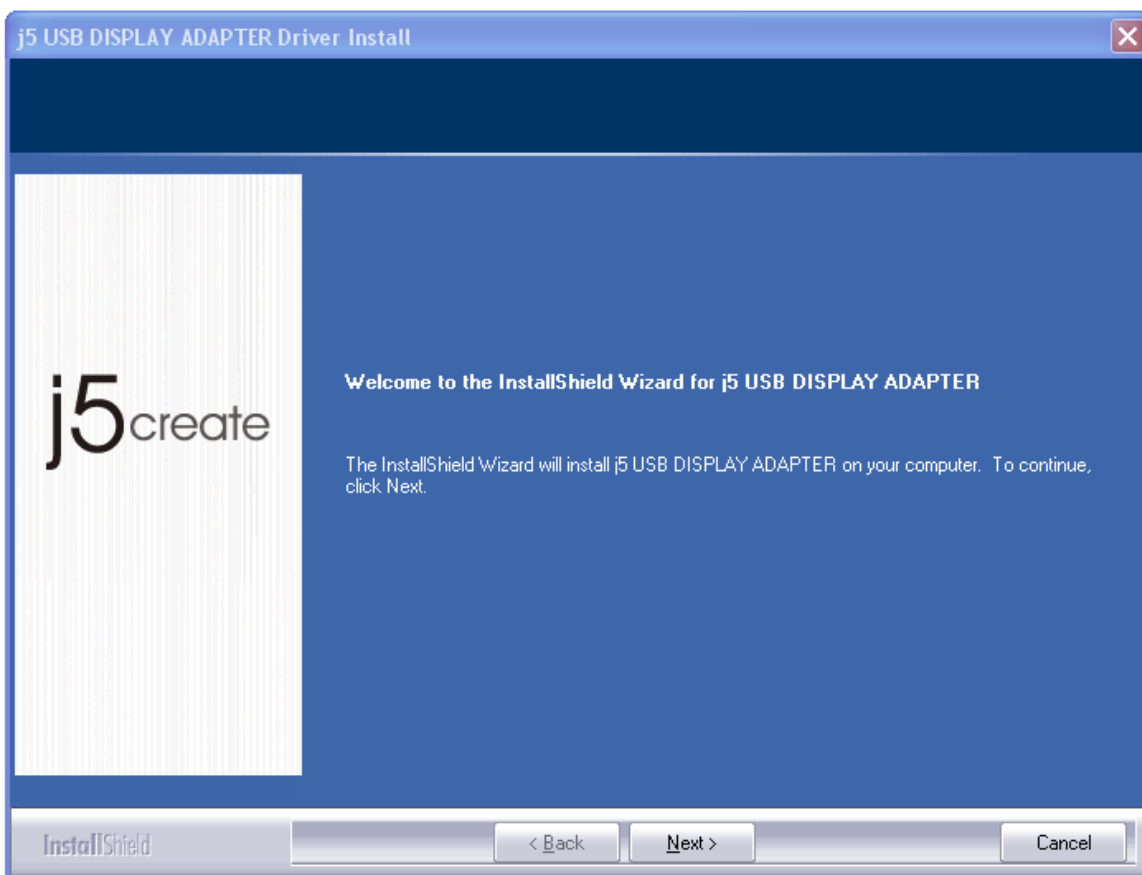 j5 USB DISPLAY ADAPTER Driver Install
j5create
Welcome to the InstallShield Wizard for j5 USB DISPLAY ADAPTER
The InstallShield Wizard will install j5 USB DISPLAY ADAPTER on your computer. To continue,
click Next.
InstallShield
< Back
Next >
Cancel